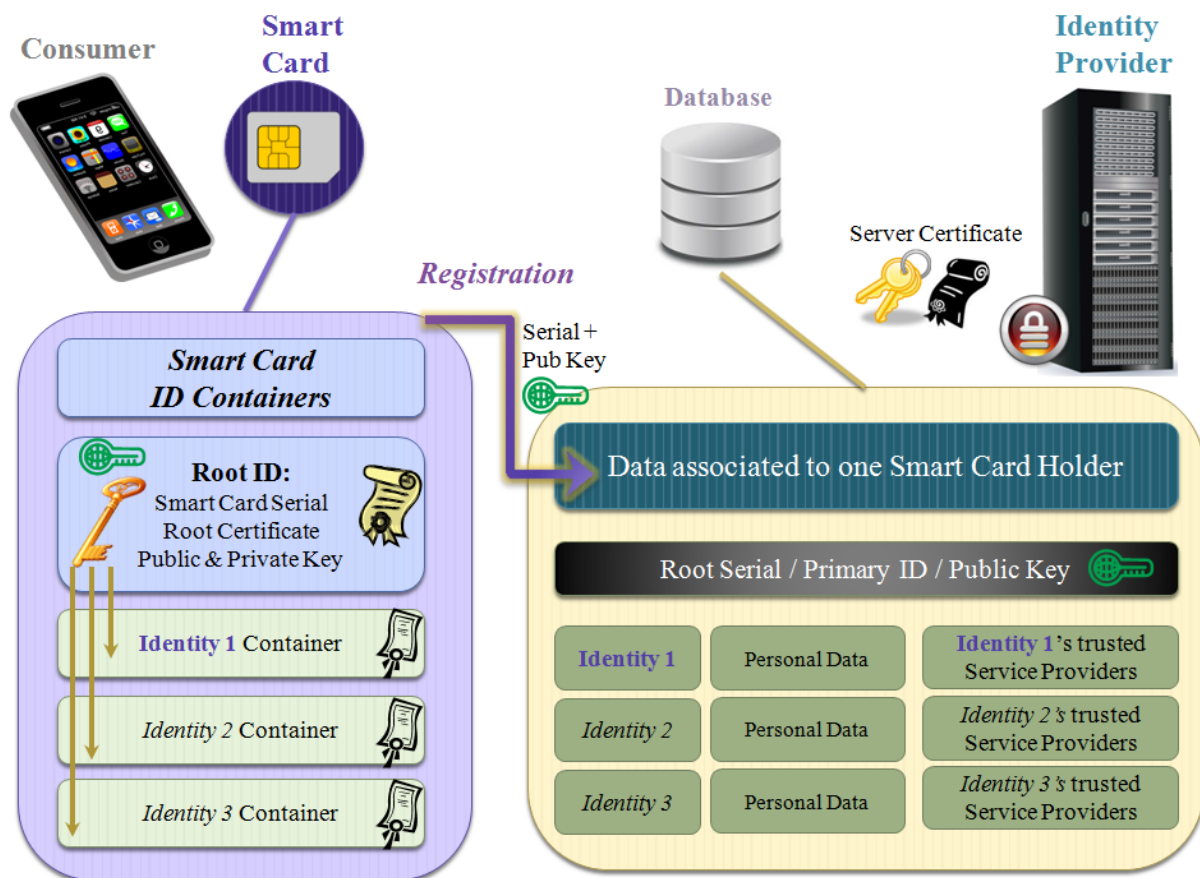 Consumer
Smart
Card
Database
Identity
Provider
Server Certificate
Registration
Serial +
Pub Key
Smart Card
ID Containers
Root ID:
Smart Card Serial
Root Certificate
Public & Private Key
Identity 1 Container
Identity 2 Container
Identity 3 Container
Data associated to one Smart Card Holder
Root Serial / Primary ID / Public Key
Identity 1
Personal Data
Identity 1's trusted
Service Providers
Identity 2
Personal Data
Identity 2's trusted
Service Providers
Identity 3
Personal Data
Identity 3's trusted
Service Providers